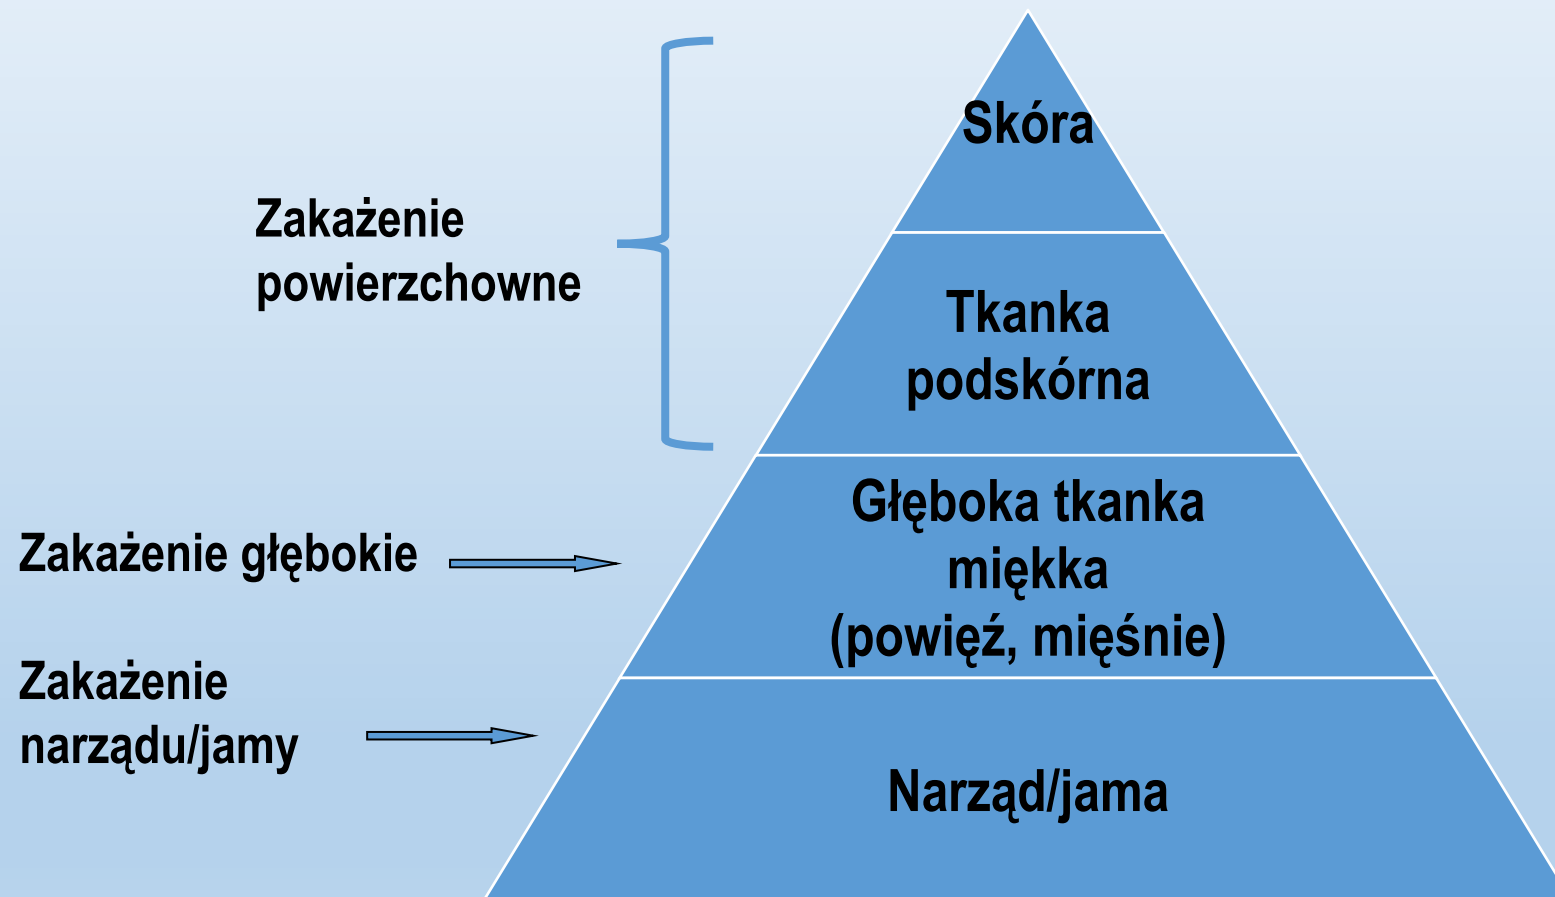 Skóra
Zakażenie
powierzchowne
Tkanka
podskórna
Głęboka tkanka
miękka
(powięź, mięśnie)
Zakażenie głębokie
Zakażenie
narządu/jamy
Narząd/jama